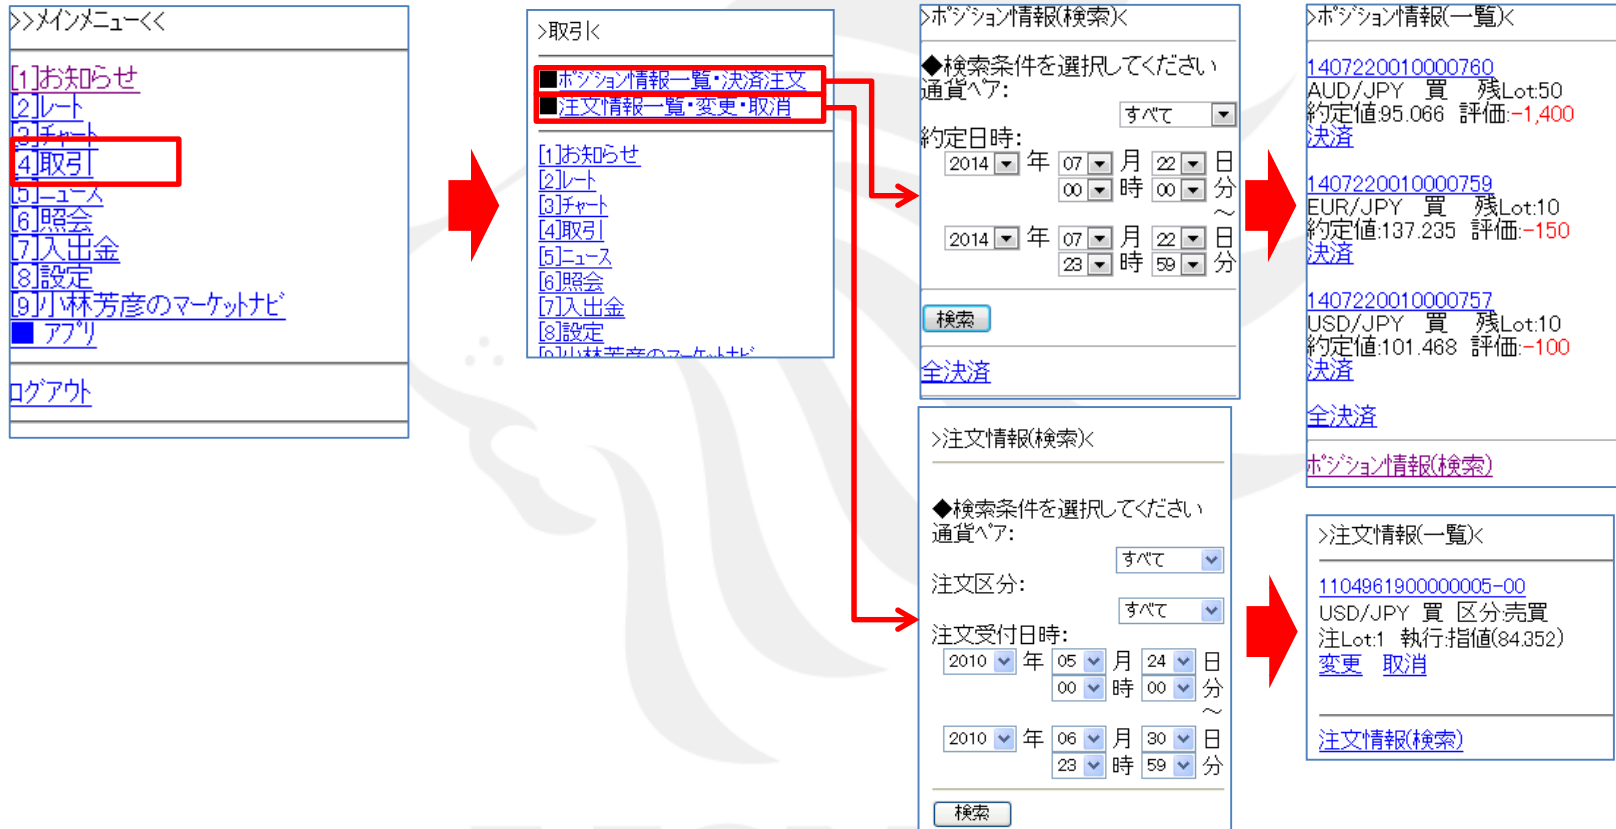 >>メインメニュー<<
[1]お知らせ
[2]レート
[3]チャート
[4]取引
[5]ニュース
[6]照会
[7]入出金
[8]設定
[9]小林芳彦のマーケットナビ
■ アプリ
ログアウト
>取引<
■ポジション情報一覧・決済注文
■注文情報一覧・変更・取消
[1]お知らせ
[2]レート
[3]チャート
[4]取引
[5]ニュース
[6]照会
[7]入出金
[8]設定
[9]小林芳彦のマーケットナビ
>ポジション情報(検索)<
◆検索条件を選択してください
通貨ペア:
すべて
約定日時:
2014 年 07 月 22 日
00 時 00 分
～
2014 年 07 月 22 日
23 時 59 分
検索
全決済
>ポジション情報(一覧)<
1407220010000760
AUD/JPY 買 残Lot:50
約定値:95.066 評価:-1,400
決済
1407220010000759
EUR/JPY 買 残Lot:10
約定値:137.235 評価:-150
決済
1407220010000757
USD/JPY 買 残Lot:10
約定値:101.468 評価:-100
決済
全決済
ポジション情報(検索)
>注文情報(検索)<
◆検索条件を選択してください
通貨ペア:
すべて
注文区分:
すべて
注文受付日時:
2010 年 05 月 24 日
00 時 00 分
～
2010 年 06 月 30 日
23 時 59 分
検索
>注文情報(一覧)<
1104961900000005-00
USD/JPY 買 区分:売買
注Lot:1 執行:指値(84.352)
変更 取消
注文情報(検索)